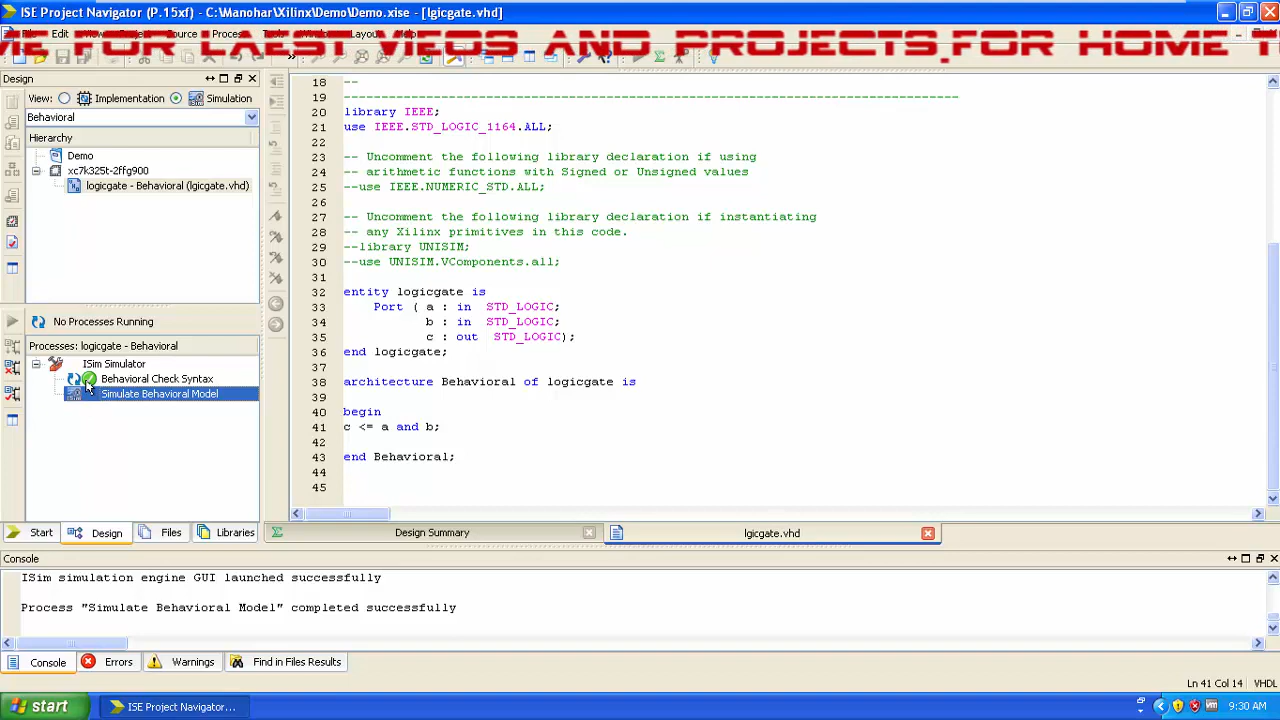 ISE Project Navigator (P.15xf) - C:\Manohar\Xilinx\Demo\Demo.xise - [lgicgate.vhd]
ME FOR LAEST VIEOS AND PROJECTS,FOR HOME T
Design
View: Implementation Simulation
Behavioral
Hierarchy
Demo
xc7k325t-2ffg900
logicgate - Behavioral (lgicgate.vhd)
No Processes Running
Processes: logicgate - Behavioral
ISim Simulator
Behavioral Check Syntax
Simulate Behavioral Model
Start Design Files Libraries
18 --
19 ----------------------------------------------------------------------------------
20 library IEEE;
21 use IEEE.STD_LOGIC_1164.ALL;
22
23 -- Uncomment the following library declaration if using
24 -- arithmetic functions with Signed or Unsigned values
25 --use IEEE.NUMERIC_STD.ALL;
26
27 -- Uncomment the following library declaration if instantiating
28 -- any Xilinx primitives in this code.
29 --library UNISIM;
30 --use UNISIM.VComponents.all;
31
32 entity logicgate is
33 Port ( a : in STD_LOGIC;
34 b : in STD_LOGIC;
35 c : out STD_LOGIC);
36 end logicgate;
37
38 architecture Behavioral of logicgate is
39
40 begin
41 c <= a and b;
42
43 end Behavioral;
44
45
Design Summary lgicgate.vhd
Console
ISim simulation engine GUI launched successfully
Process "Simulate Behavioral Model" completed successfully
Console Errors Warnings Find in Files Results
Ln 41 Col 14 VHDL
start ISE Project Navigator... 9:30 AM